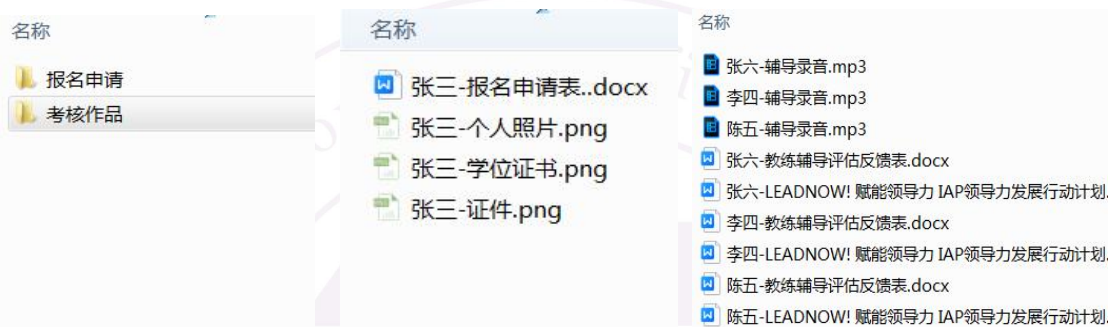 名称
报名申请
考核作品
名称
张三-报名申请表..docx
张三-个人照片.png
张三-学位证书.png
张三-证件.png
名称
张六-辅导录音.mp3
李四-辅导录音.mp3
陈五-辅导录音.mp3
张六-教练辅导评估反馈表.docx
张六-LEADNOW! 赋能领导力 IAP领导力发展行动计划.
李四-教练辅导评估反馈表.docx
李四-LEADNOW! 赋能领导力 IAP领导力发展行动计划.
陈五-教练辅导评估反馈表.docx
陈五-LEADNOW! 赋能领导力 IAP领导力发展行动计划.